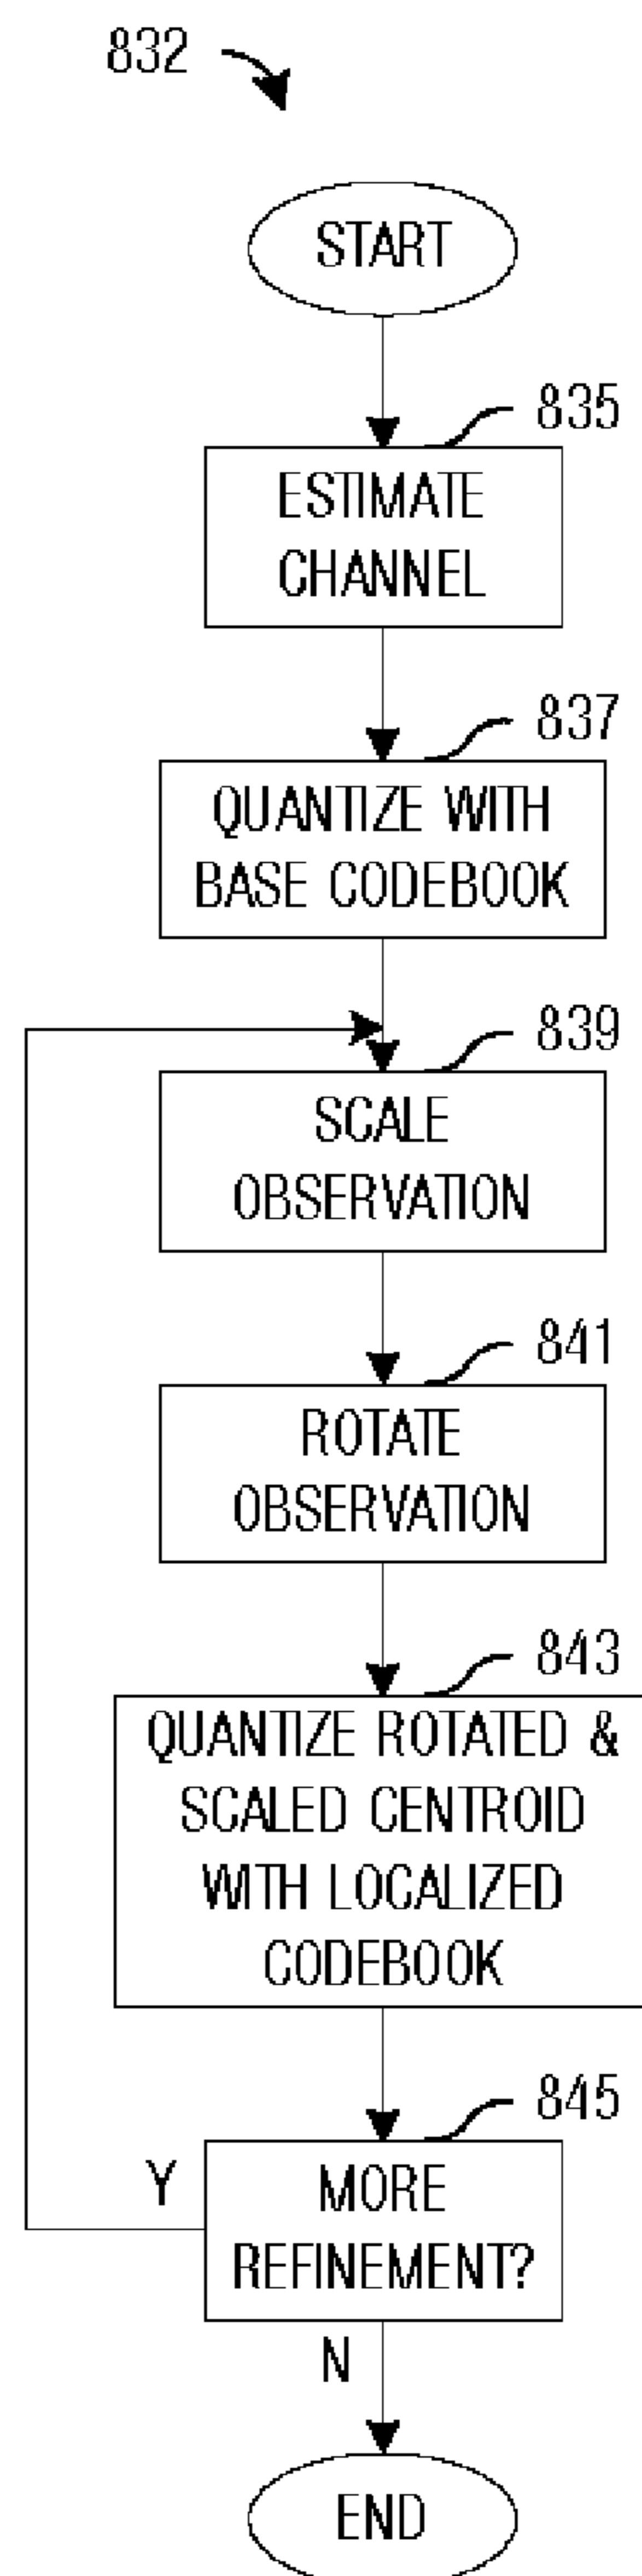 832
START
835
ESTIMATE
CHANNEL
837
QUANTIZE WITH
BASE CODEBOOK
839
SCALE
OBSERVATION
841
ROTATE
OBSERVATION
843
QUANTIZE ROTATED &
SCALED CENTROID
WITH LOCALIZED
CODEBOOK
845
Y
MORE
REFINEMENT?
N
END